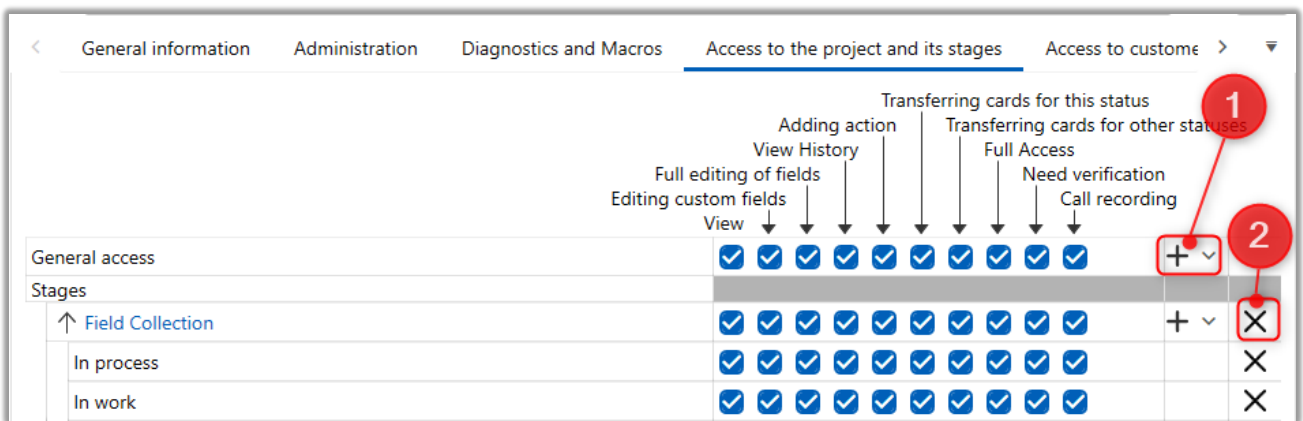 General information Administration Diagnostics and Macros Access to the project and its stages Access to custome
Transferring cards for this status
1
Adding action Transferring cards for other statuses
View History Full Access
Full editing of fields Need verification
Editing custom fields Call recording
View
2
General access
Stages
Field Collection
In process
In work